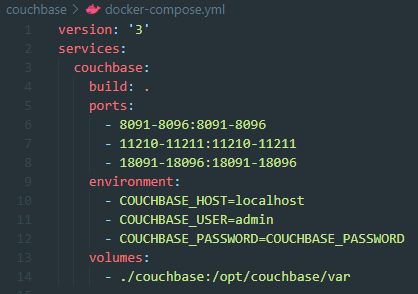 couchbase > docker-compose.yml
1 version: '3'
2 services:
3 couchbase:
4 build: .
5 ports:
6 - 8091-8096:8091-8096
7 - 11210-11211:11210-11211
8 - 18091-18096:18091-18096
9 environment:
10 - COUCHBASE_HOST=localhost
11 - COUCHBASE_USER=admin
12 - COUCHBASE_PASSWORD=COUCHBASE_PASSWORD
13 volumes:
14 - ./couchbase:/opt/couchbase/var